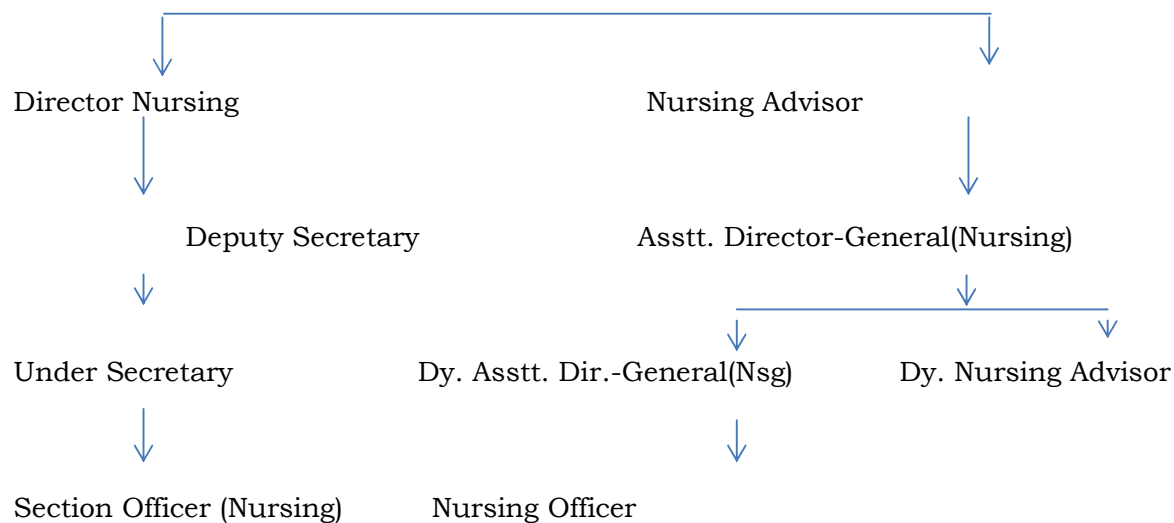 Director Nursing Nursing Advisor
Deputy Secretary Asstt. Director-General(Nursing)
Under Secretary Dy. Asstt. Dir.-General(Nsg) Dy. Nursing Advisor
Section Officer (Nursing) Nursing Officer